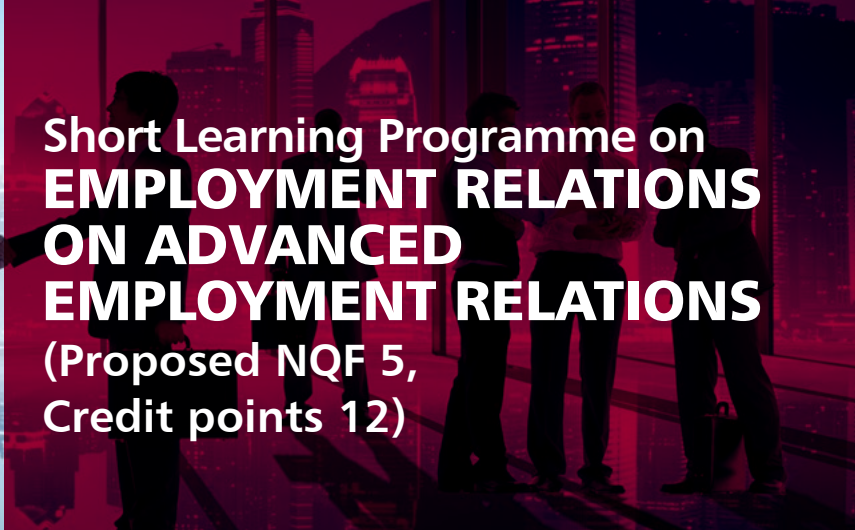 Short Learning Programme on
EMPLOYMENT RELATIONS
ON ADVANCED
EMPLOYMENT RELATIONS
(Proposed NQF 5,
Credit points 12)